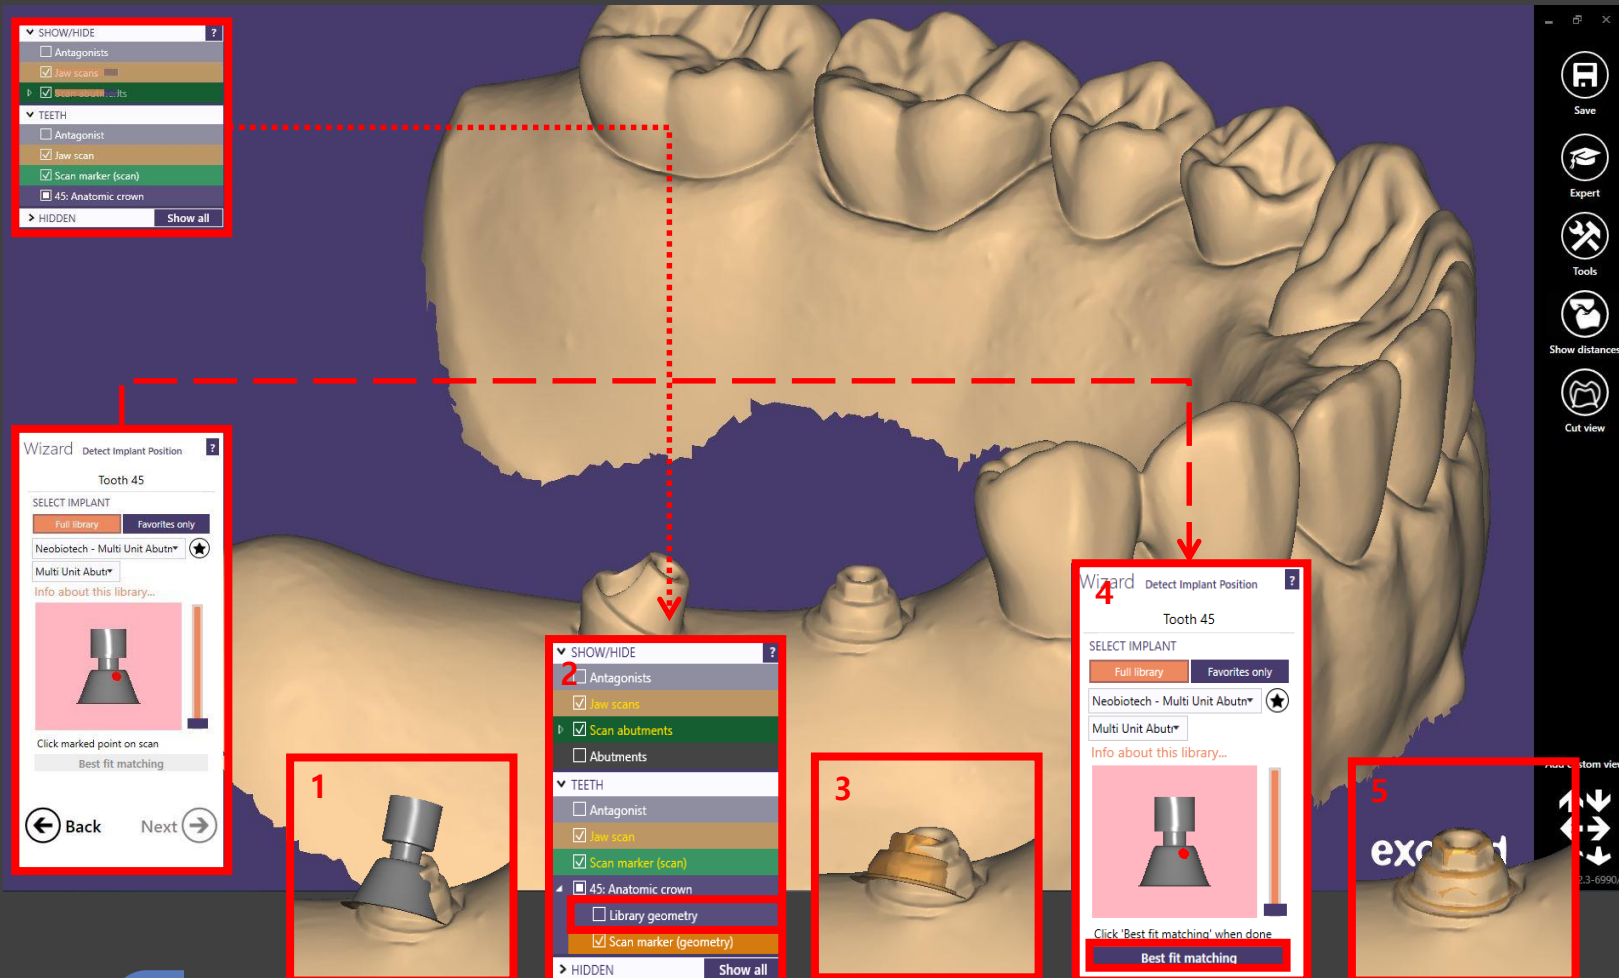 SHOW/HIDE ?
Antagonists
Jaw scans
TEETH
Antagonist
Jaw scan
Scan marker (scan)
45: Anatomic crown
HIDDEN Show all
Save
Expert
Tools
Show distances
Cut view
Wizard Detect Implant Position ?
Tooth 45
SELECT IMPLANT
Full library Favorites only
Neobiotech - Multi Unit Abutn
Multi Unit Abutr
Info about this library...
Click marked point on scan
Best fit matching
Back Next
1
2
SHOW/HIDE ?
Antagonists
Jaw scans
Scan abutments
Abutments
TEETH
Antagonist
Jaw scan
Scan marker (scan)
45: Anatomic crown
Library geometry
Scan marker (geometry)
HIDDEN Show all
3
4
Wizard Detect Implant Position ?
Tooth 45
SELECT IMPLANT
Full library Favorites only
Neobiotech - Multi Unit Abutn
Multi Unit Abutr
Info about this library...
Click 'Best fit matching' when done
Best fit matching
5